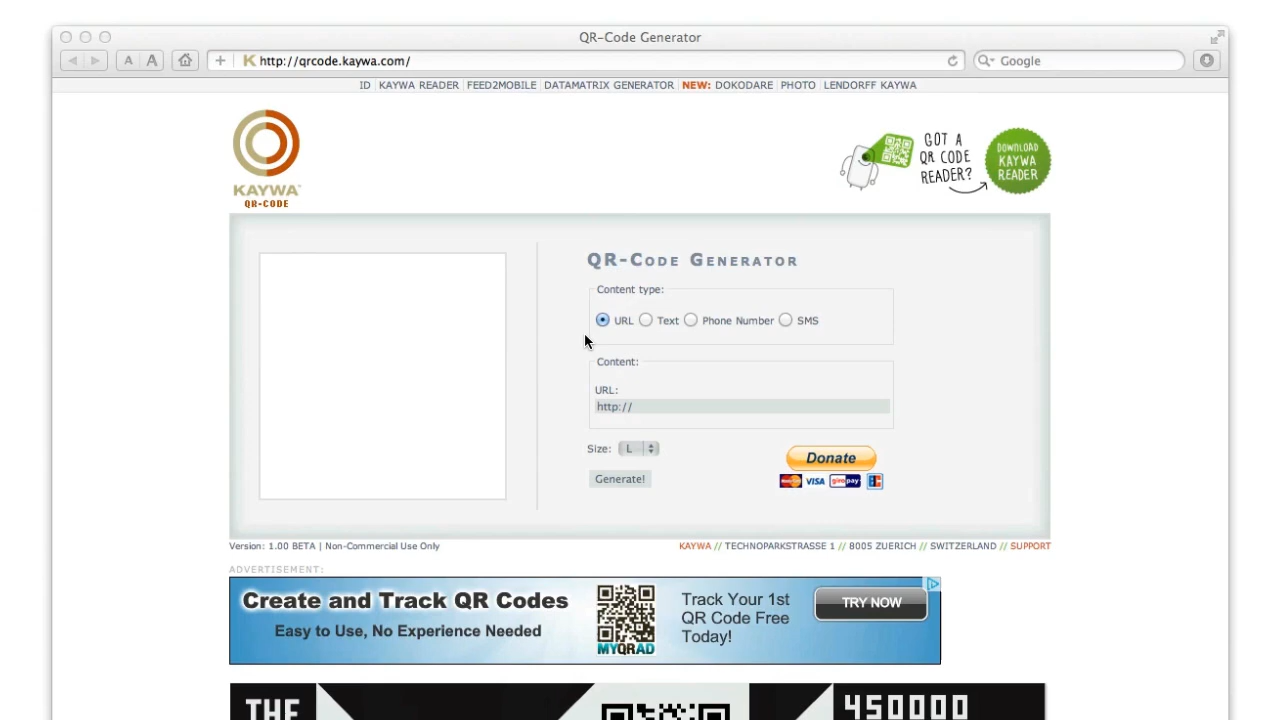 QR-Code Generator
A A + K http://qrcode.kaywa.com/ Google
ID KAYWA READER FEED2MOBILE DATAMATRIX GENERATOR NEW: DOKODARE PHOTO LENDORFF KAYWA
KAYWA
QR-CODE
GOT A
QR CODE
READER?
DOWNLOAD
KAYWA
READER
QR-CODE GENERATOR
Content type:
URL Text Phone Number SMS
Content:
URL:
http://
Size: L
Generate!
Donate
VISA giropay
Version: 1.00 BETA | Non-Commercial Use Only
KAYWA // TECHNOPARKSTRASSE 1 // 8005 ZUERICH // SWITZERLAND // SUPPORT
ADVERTISEMENT:
Create and Track QR Codes
Easy to Use, No Experience Needed
MYQRAD
Track Your 1st
QR Code Free
Today!
TRY NOW
THE
450000